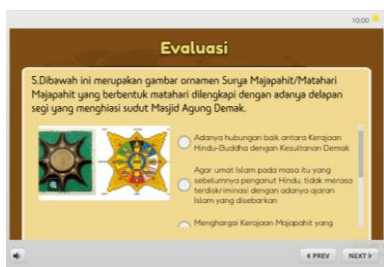 10:00
Evaluasi
5.Dibawah ini merupakan gambar ornamen Surya Majapahit/Matahari
Majapahit yang berbentuk matahari dilengkapi dengan adanya delapan
segi yang menghiasi sudut Masjid Agung Demak.
Adanya hubungan baik antara Kerajaan
Hindu-Buddha dengan Kesultanan Demak
Agar umat Islam pada masa itu yang
sebelumnya penganut Hindu, tidak merasa
terdiskriminasi dengan adanya ajaran
Islam yang disebarkan
Menghargai Kerajaan Majapahit yang
PREV NEXT